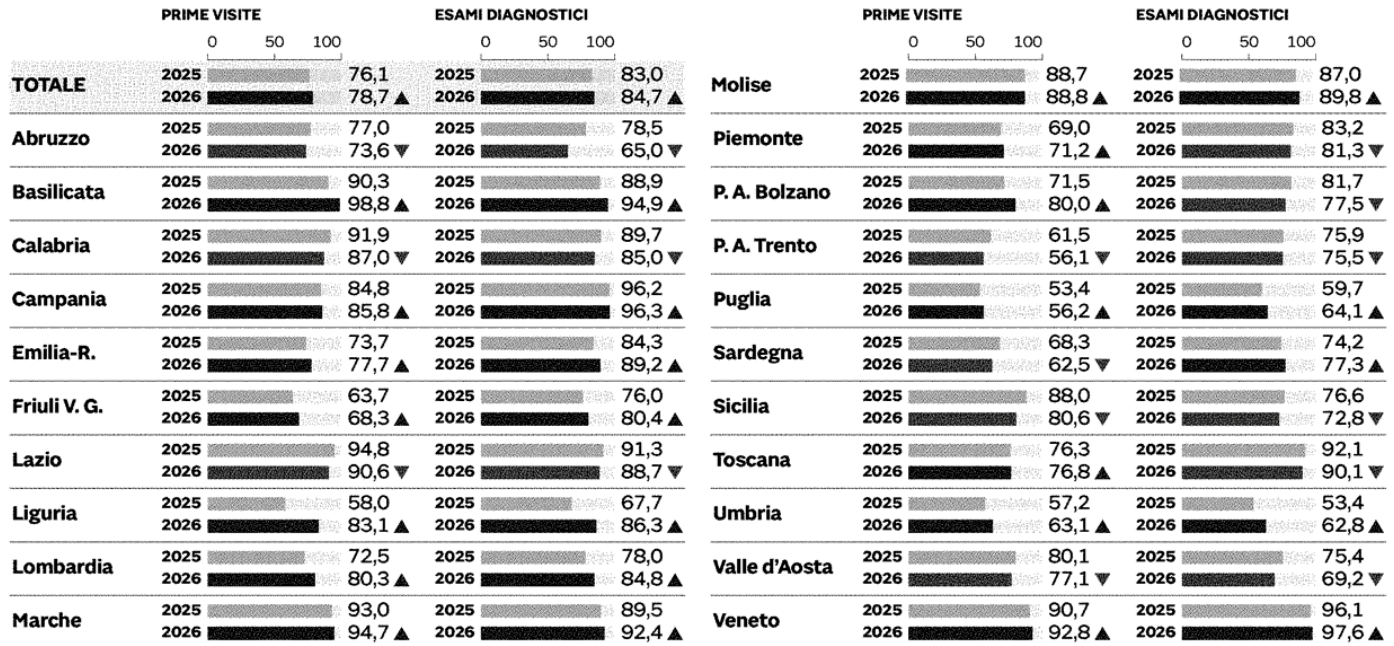 PRIME VISITE ESAMI DIAGNOSTICI
0 50 100 0 50 100
TOTALE
2025 76,1 2025 83,0
2026 78,7 ▲ 2026 84,7 ▲
Abruzzo
2025 77,0 2025 78,5
2026 73,6 ▼ 2026 65,0 ▼
Basilicata
2025 90,3 2025 88,9
2026 98,8 ▲ 2026 94,9 ▲
Calabria
2025 91,9 2025 89,7
2026 87,0 ▼ 2026 85,0 ▼
Campania
2025 84,8 2025 96,2
2026 85,8 ▲ 2026 96,3 ▲
Emilia-R.
2025 73,7 2025 84,3
2026 77,7 ▲ 2026 89,2 ▲
Friuli V. G.
2025 63,7 2025 76,0
2026 68,3 ▲ 2026 80,4 ▲
Lazio
2025 94,8 2025 91,3
2026 90,6 ▼ 2026 88,7 ▼
Liguria
2025 58,0 2025 67,7
2026 83,1 ▲ 2026 86,3 ▲
Lombardia
2025 72,5 2025 78,0
2026 80,3 ▲ 2026 84,8 ▲
Marche
2025 93,0 2025 89,5
2026 94,7 ▲ 2026 92,4 ▲
PRIME VISITE ESAMI DIAGNOSTICI
0 50 100 0 50 100
Molise
2025 88,7 2025 87,0
2026 88,8 ▲ 2026 89,8 ▲
Piemonte
2025 69,0 2025 83,2
2026 71,2 ▲ 2026 81,3 ▼
P. A. Bolzano
2025 71,5 2025 81,7
2026 80,0 ▲ 2026 77,5 ▼
P. A. Trento
2025 61,5 2025 75,9
2026 56,1 ▼ 2026 75,5 ▼
Puglia
2025 53,4 2025 59,7
2026 56,2 ▲ 2026 64,1 ▲
Sardegna
2025 68,3 2025 74,2
2026 62,5 ▼ 2026 77,3 ▲
Sicilia
2025 88,0 2025 76,6
2026 80,6 ▼ 2026 72,8 ▼
Toscana
2025 76,3 2025 92,1
2026 76,8 ▲ 2026 90,1 ▼
Umbria
2025 57,2 2025 53,4
2026 63,1 ▲ 2026 62,8 ▲
Valle d'Aosta
2025 80,1 2025 75,4
2026 77,1 ▼ 2026 69,2 ▼
Veneto
2025 90,7 2025 96,1
2026 92,8 ▲ 2026 97,6 ▲